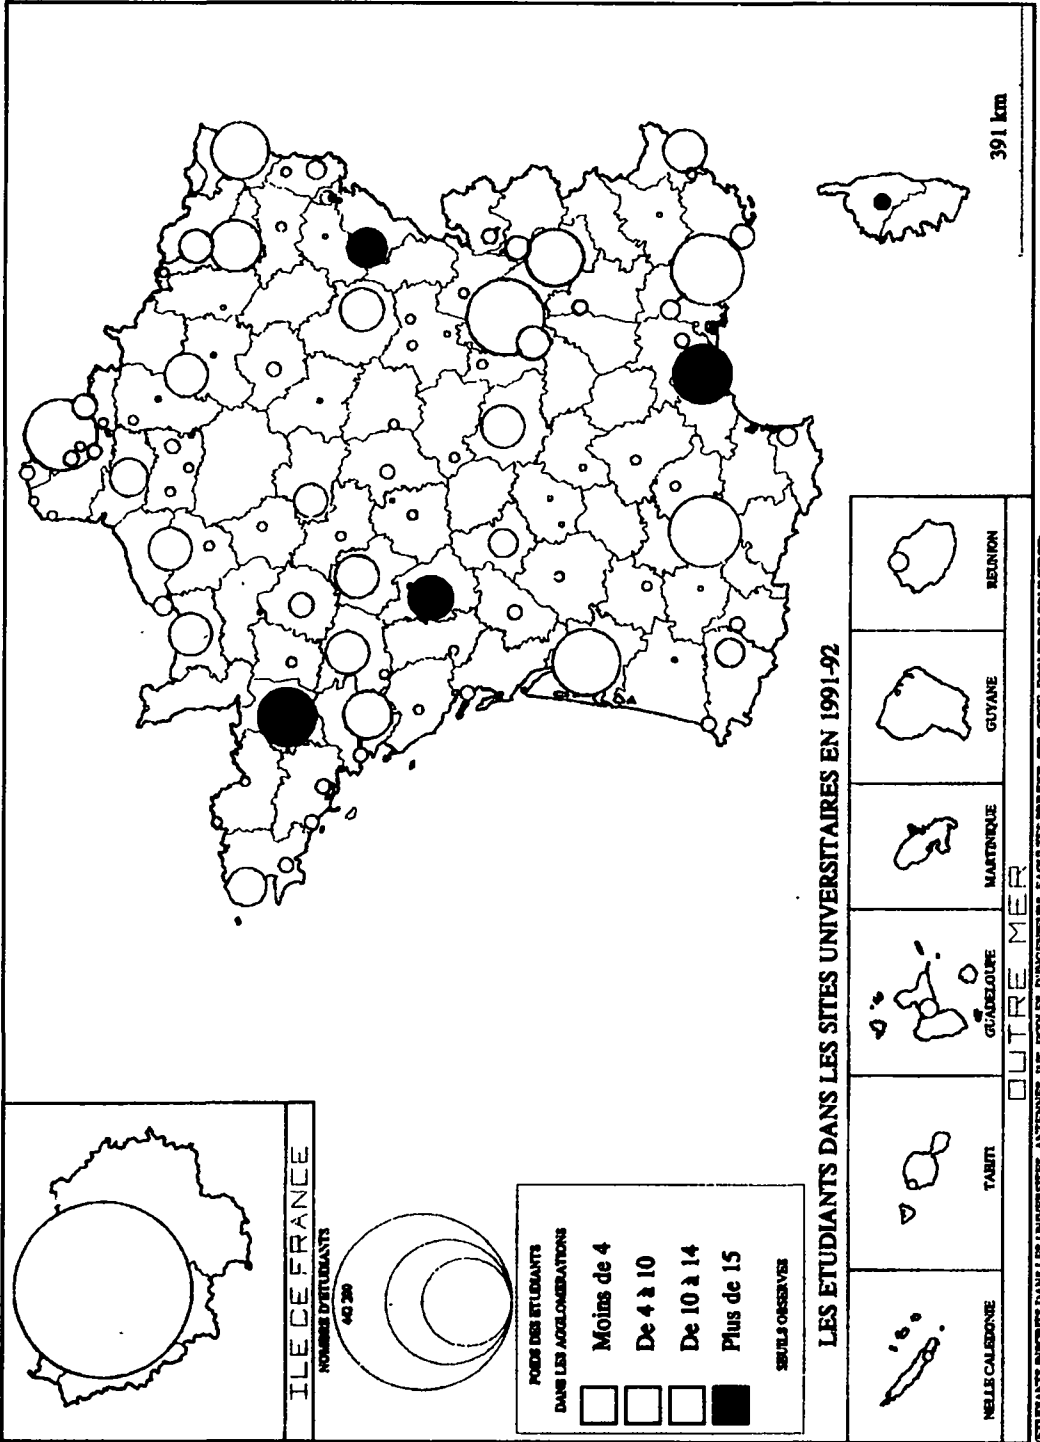 ILE DE FRANCE
NOMBRE D'ETUDIANTS
POIDS DES ETUDIANTS
DANS LES AGGLOMERATIONS
Moins de 4
De 4 à 10
De 10 à 14
Plus de 15
SEUILS OBSERVES
391 km
LES ETUDIANTS DANS LES SITES UNIVERSITAIRES EN 1991-92
NELLE CALEDONIE
TAHITI
GUADELOUPE
MARTINIQUE
GUYANE
REUNION
OUTRE MER